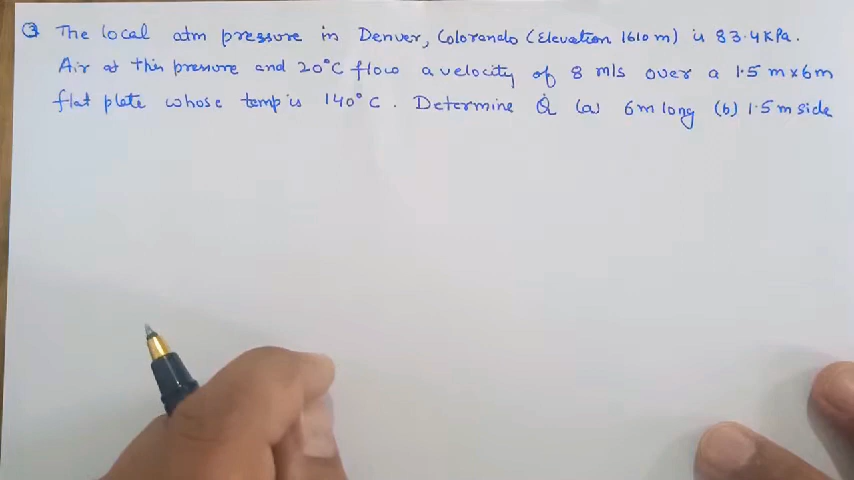 ③ The local atm pressure in Denver, Colorando (Elevation 1610 m) is 83.4 kPa.
Air at this pressure and 20°C flow a velocity of 8 m/s over a 1.5 m x 6m
flat plate whose temp is 140°C. Determine Q̇ (a) 6m long (b) 1.5 m side